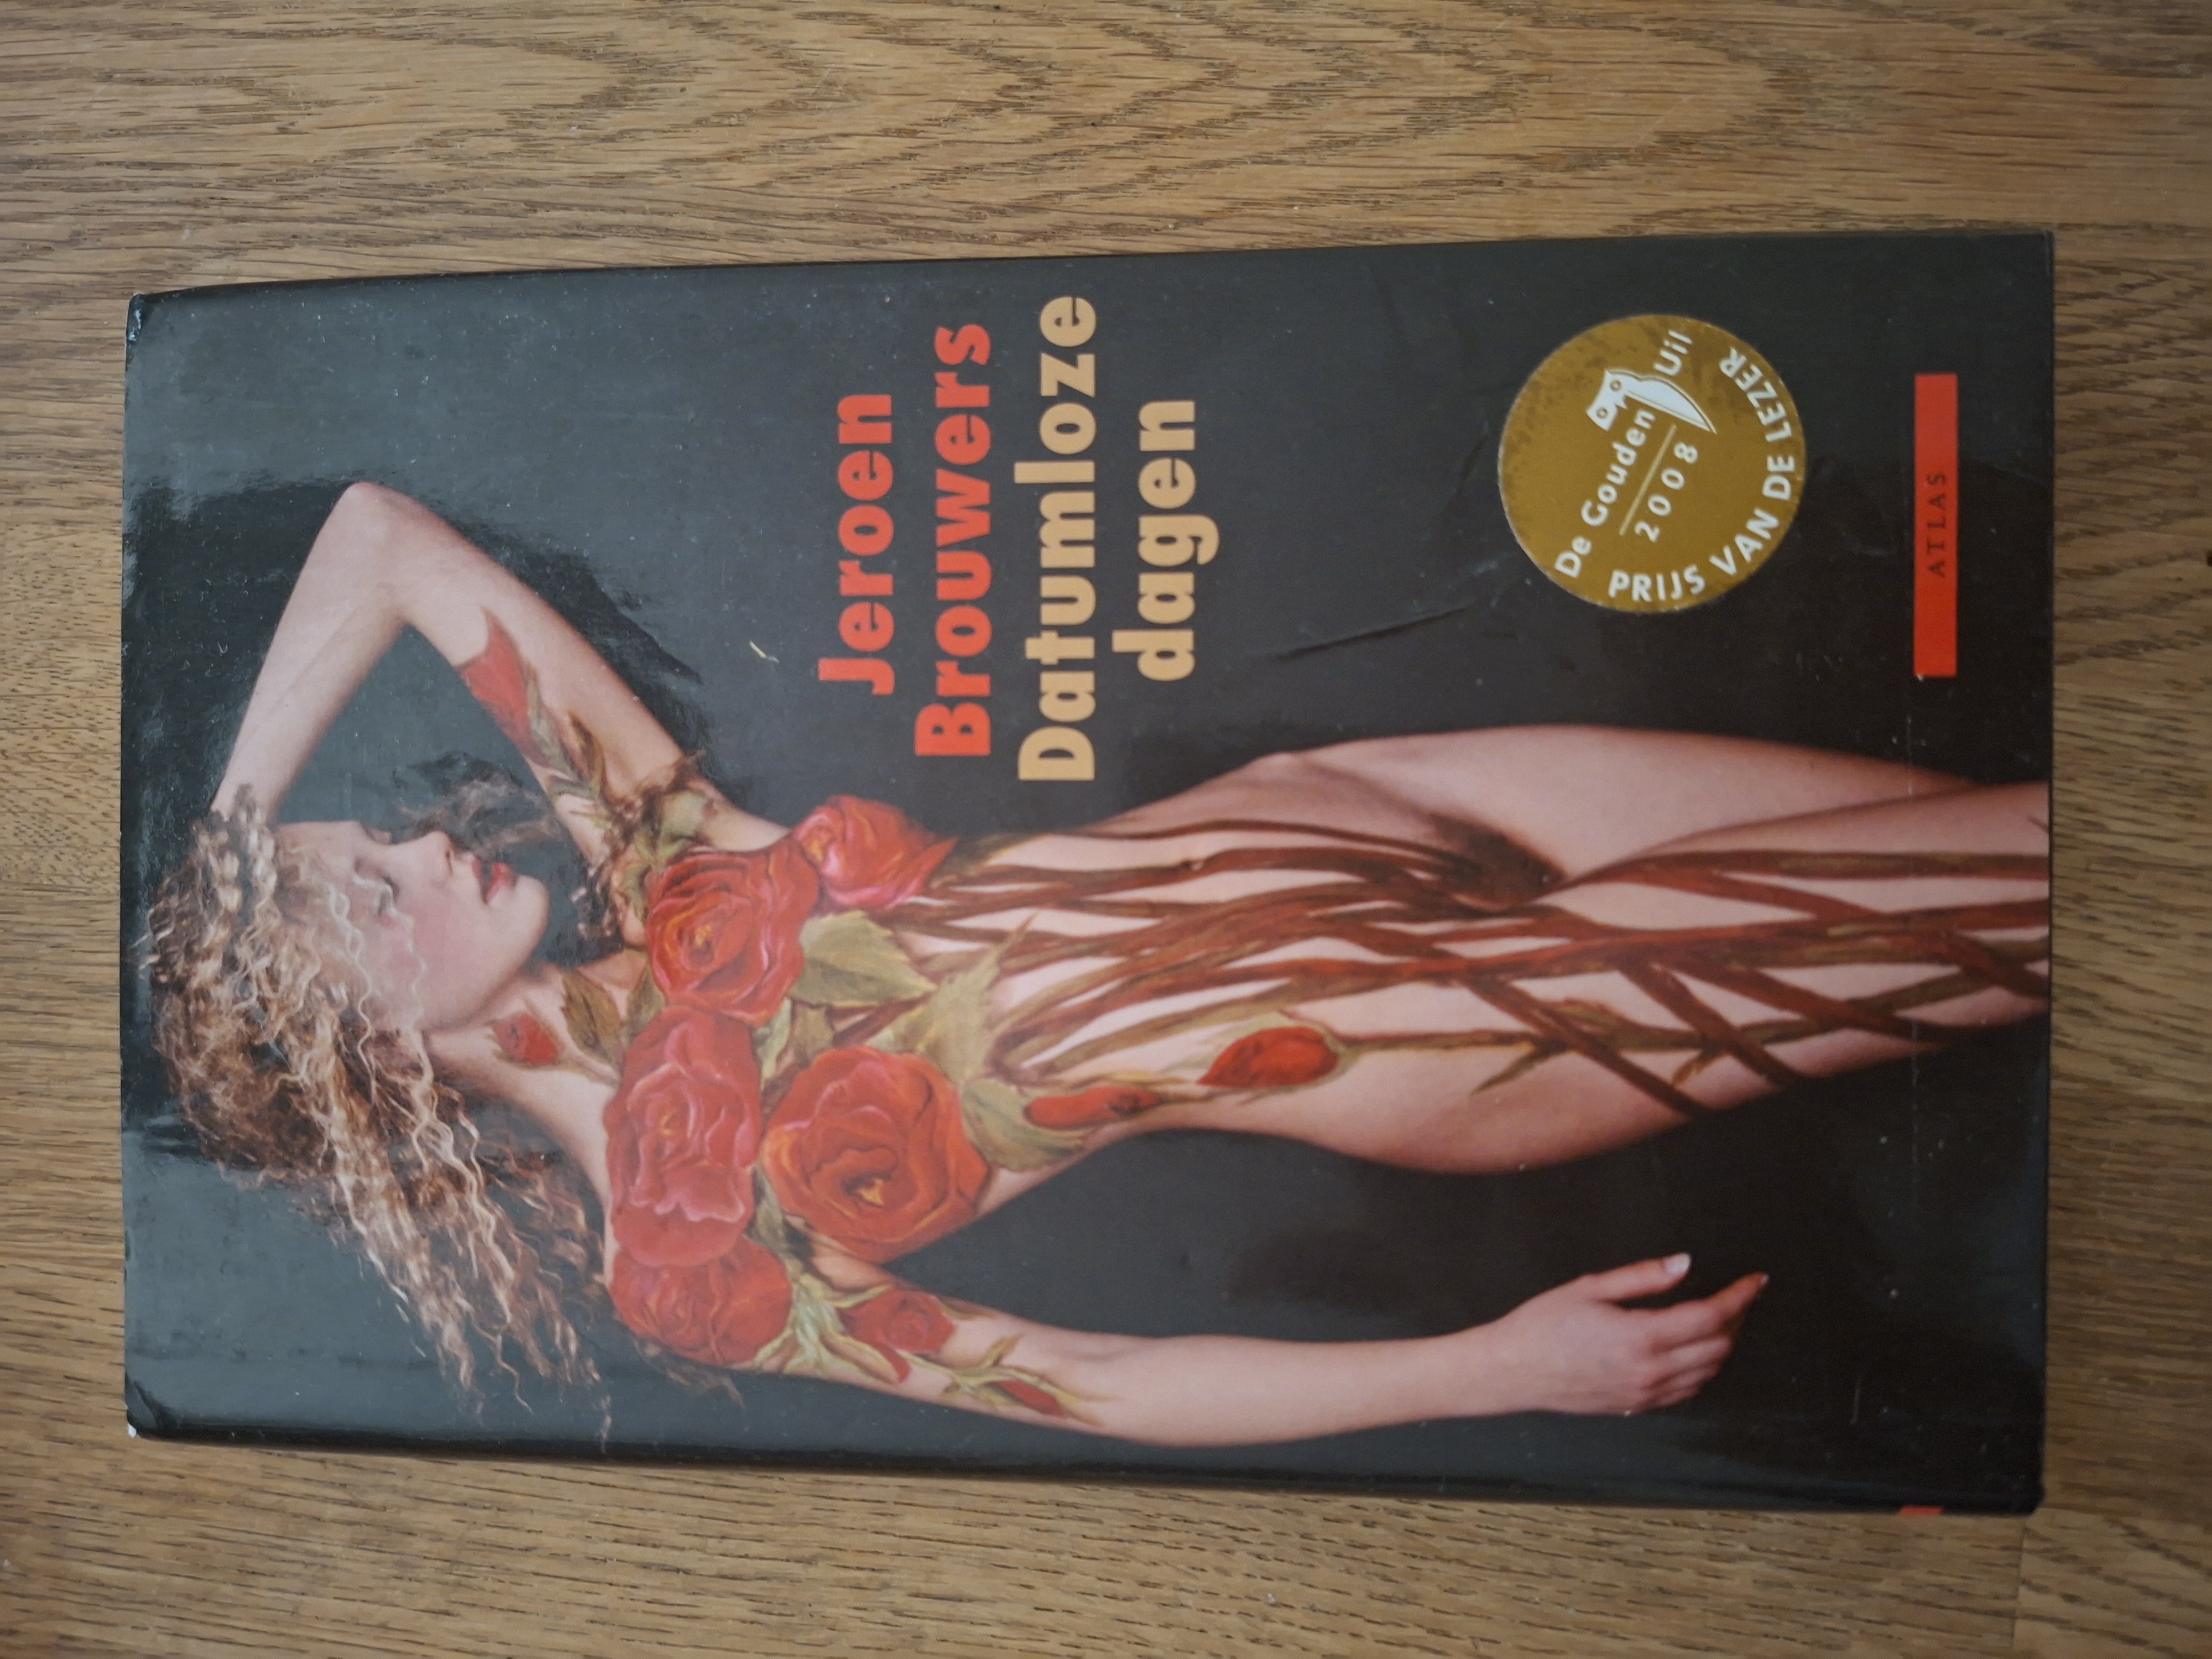 Jeroen
Brouwers
Datumloze
dagen
De Gouden Uil
2008
PRIJS VAN DE LEZER
ATLAS